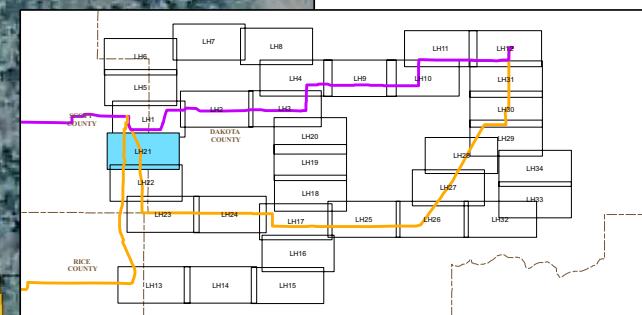 LH7
LH8
LH11
LH12
LH6
LH5
LH4
LH9
LH10
LH31
LH1
LH2
LH3
LH30
SCOTT
COUNTY
DAKOTA
COUNTY
LH20
LH29
LH21
LH19
LH28
LH34
LH22
LH18
LH27
LH33
LH23
LH24
LH17
LH25
LH26
LH32
LH16
RICE
COUNTY
LH13
LH14
LH15